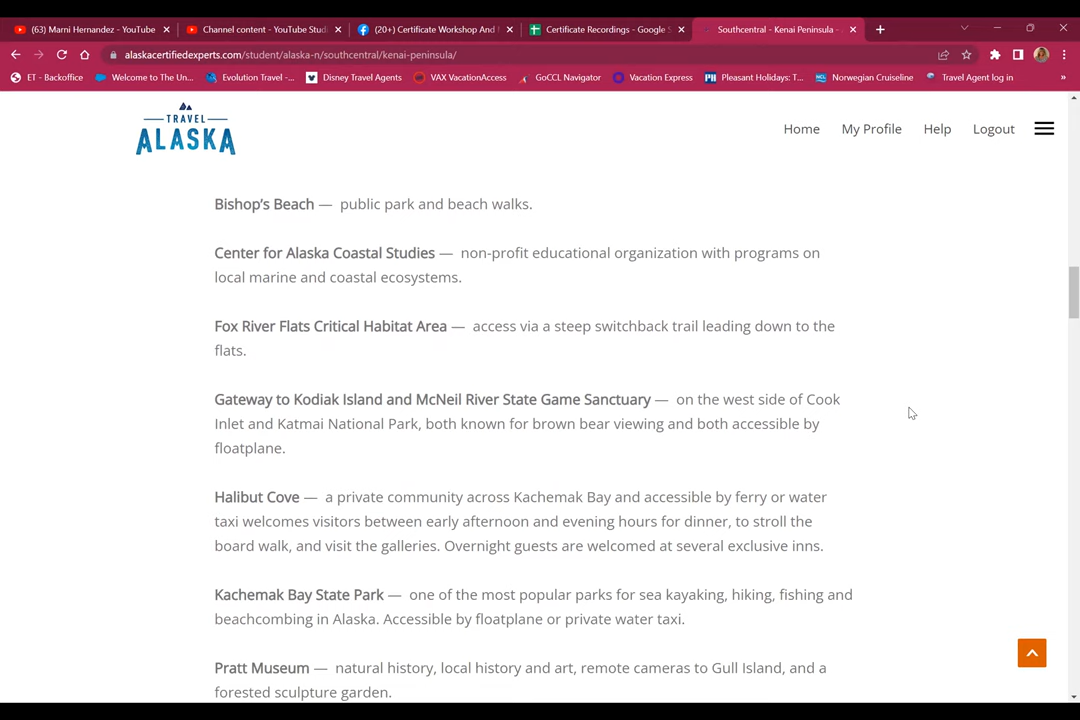 (63) Marni Hernandez - YouTube
Channel content - YouTube Stud
(20+) Certificate Workshop And
Certificate Recordings - Google S
Southcentral - Kenai Peninsula -
alaskacertifiedexperts.com/student/alaska-n/southcentral/kenai-peninsula/
ET - Backoffice
Welcome to The Un...
Evolution Travel -...
Disney Travel Agents
VAX VacationAccess
GoCCL Navigator
Vacation Express
Pleasant Holidays: T...
Norwegian Cruiseline
Travel Agent log in
»
TRAVEL
ALASKA
Home
My Profile
Help
Logout
Bishop’s Beach — public park and beach walks.
Center for Alaska Coastal Studies — non-profit educational organization with programs on
local marine and coastal ecosystems.
Fox River Flats Critical Habitat Area — access via a steep switchback trail leading down to the
flats.
Gateway to Kodiak Island and McNeil River State Game Sanctuary — on the west side of Cook
Inlet and Katmai National Park, both known for brown bear viewing and both accessible by
floatplane.
Halibut Cove — a private community across Kachemak Bay and accessible by ferry or water
taxi welcomes visitors between early afternoon and evening hours for dinner, to stroll the
board walk, and visit the galleries. Overnight guests are welcomed at several exclusive inns.
Kachemak Bay State Park — one of the most popular parks for sea kayaking, hiking, fishing and
beachcombing in Alaska. Accessible by floatplane or private water taxi.
Pratt Museum — natural history, local history and art, remote cameras to Gull Island, and a
forested sculpture garden.